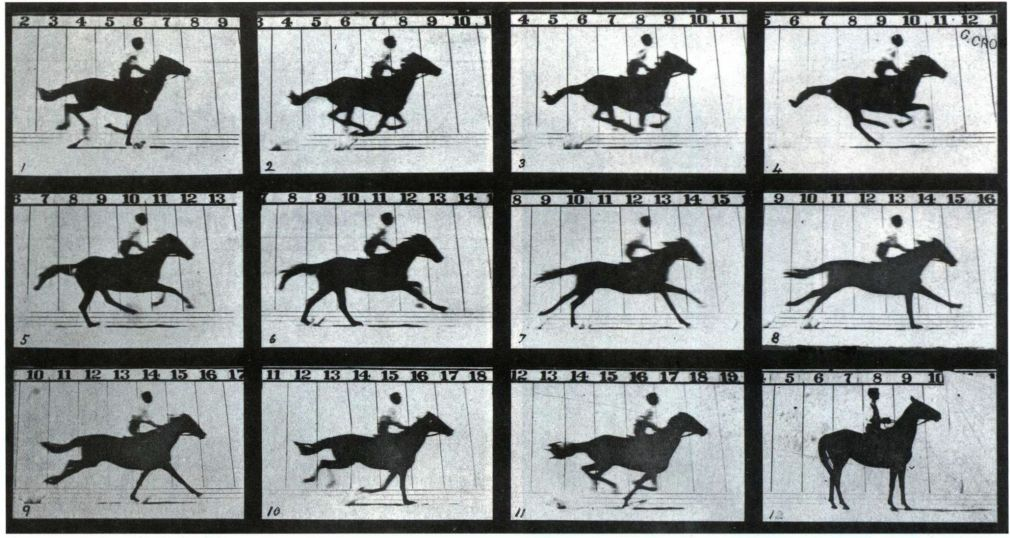 2 3 4 5 6 7 8 9
3 4 5 6 7 8 9 10 1
3 4 5 6 7 8 9 10 11
5 6 7 8 9 10 11 12 1
G. CRO
1
2
3
4
6 7 8 9 10 11 12 13
7 8 9 10 11 12 13 14 1
8 9 10 11 12 13 14 15
9 10 11 12 13 14 15 16
5
6
7
8
10 11 12 13 14 15 16 17
11 12 13 14 15 16 17 18
12 13 14 15 16 17 18 19
5 6 7 8 9 10
9
10
11
12